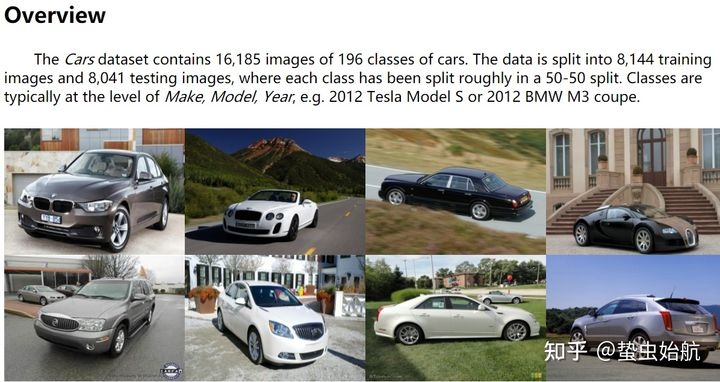 Overview
The Cars dataset contains 16,185 images of 196 classes of cars. The data is split into 8,144 training
images and 8,041 testing images, where each class has been split roughly in a 50-50 split. Classes are
typically at the level of Make, Model, Year, e.g. 2012 Tesla Model S or 2012 BMW M3 coupe.
知乎 @蛰虫始航